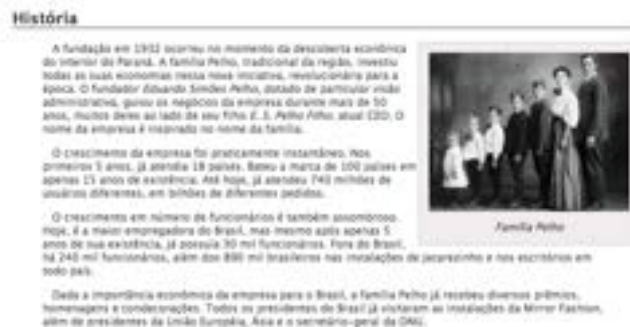 História
A fundação em 1932 ocorreu no momento da descoberta econômica
do interior do Paraná. A família Pelho, tradicional da região, investiu
todas as suas economias nessa nova iniciativa, revolucionária para a
época. O fundador Eduardo Simões Pelho, dotado de particular visão
administrativa, guiou os negócios da empresa durante mais de 50
anos, muitos deles ao lado de seu filho E. S. Pelho Filho, atual CEO. O
nome da empresa é inspirado no nome da família.
O crescimento da empresa foi praticamente instantâneo. Nos
primeiros 5 anos, já atendia 18 países. Bateu a marca de 100 países em
apenas 15 anos de existência. Até hoje, já atendeu 740 milhões de
usuários diferentes, em bilhões de diferentes pedidos.
O crescimento em número de funcionários é também assombroso.
Hoje, é a maior empregadora do Brasil, mas mesmo após apenas 5
anos de sua existência, já possuía 30 mil funcionários. Fora do Brasil,
há 240 mil funcionários, além dos 890 mil brasileiros nas instalações de Jacarezinho e nos escritórios em
todo país.
Dada a importância econômica da empresa para o Brasil, a família Pelho já recebeu diversos prêmios,
homenagens e condecorações. Todos os presidentes do Brasil já visitaram as instalações da Mirror Fashion,
além de presidentes da União Européia, Ásia e o secretário-geral da ONU.
Família Pelho